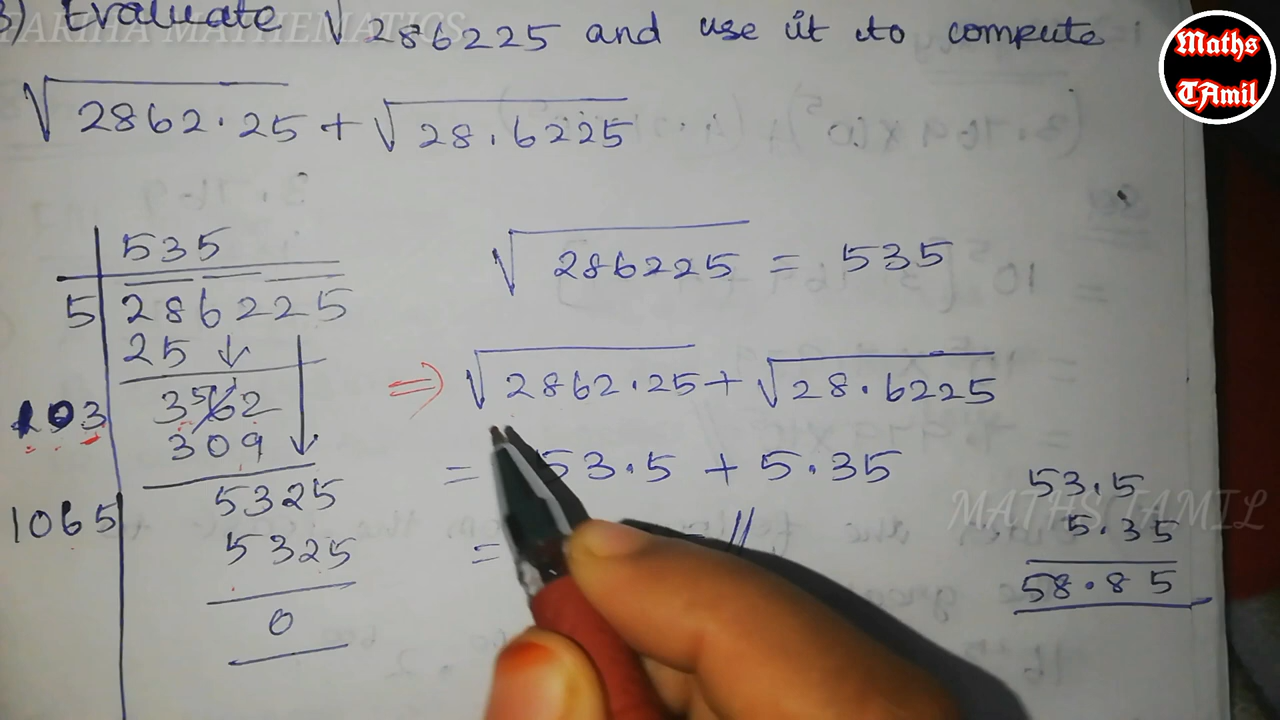 3) Evaluate √286225 and use it to compute
√2862.25 + √28.6225
Maths
TAmil
535
5 286225
25
3562
103 309
5325
1065 5325
0
√286225 = 535
⇒ √2862.25 + √28.6225
= 53.5 + 5.35
= //
53.5
5.35
58.85
MATHS TAMIL